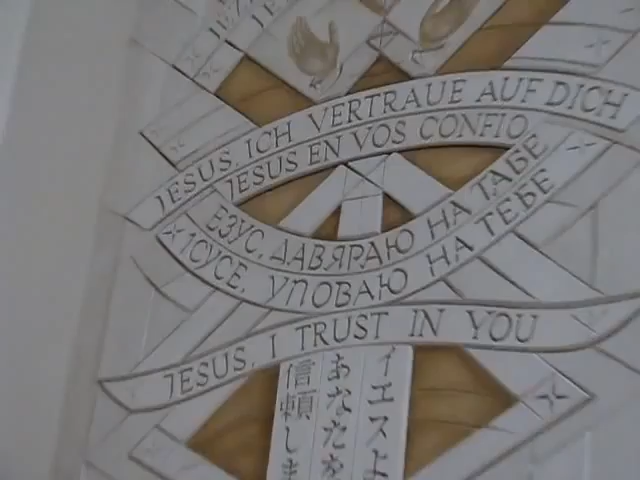 JESUS, ICH VERTRAUE AUF DICH
JESUS EN VOS CONFIO
ЕЗУС, ДАВЯРАЮ НА ТАБЕ
ІСУСЕ, УПОВАЮ НА ТЕБЕ
JESUS, I TRUST IN YOU
イエスよ
あなたを
信頼しま